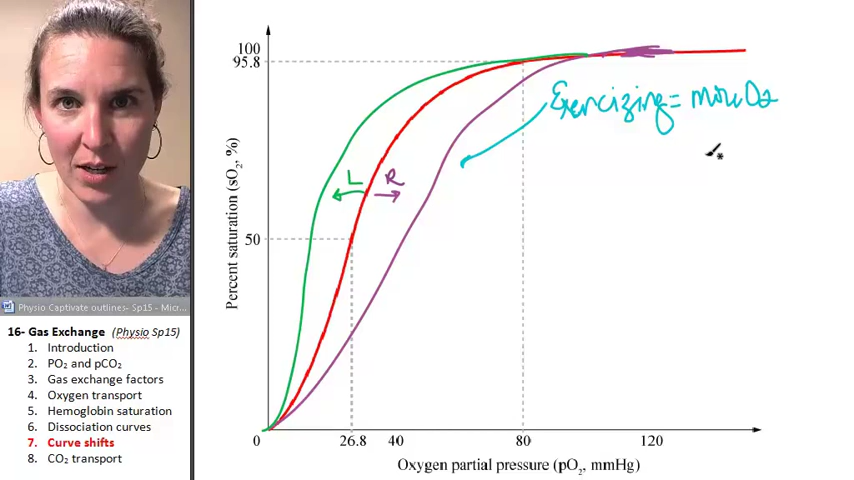 100
95.8
50
Percent saturation (sO₂, %)
L
R
Exercizing = more O₂
0
26.8
40
80
120
Oxygen partial pressure (pO₂, mmHg)
Physio Captivate outlines- Sp15 - Micr...
16- Gas Exchange (Physio Sp15)
1. Introduction
2. PO₂ and pCO₂
3. Gas exchange factors
4. Oxygen transport
5. Hemoglobin saturation
6. Dissociation curves
7. Curve shifts
8. CO₂ transport